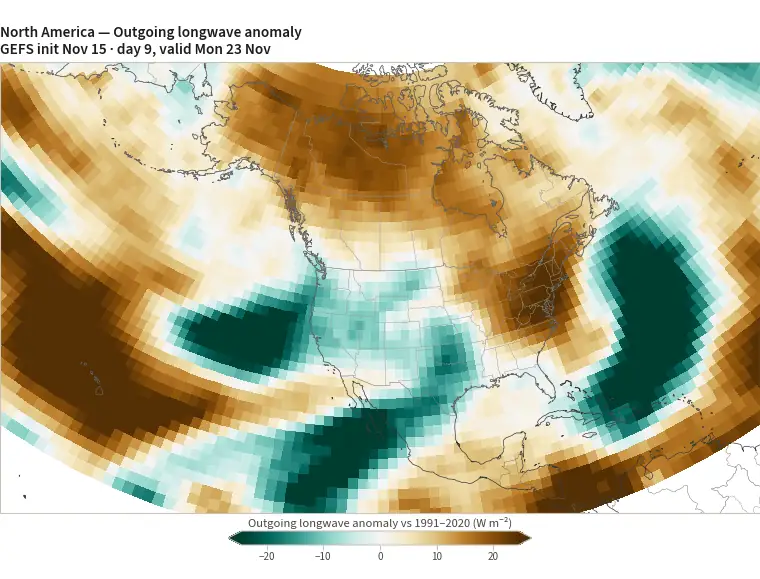 North America — Outgoing longwave anomaly
GEFS init Nov 15 · day 9, valid Mon 23 Nov
Outgoing longwave anomaly vs 1991–2020 (W m⁻²)
−20 −10 0 10 20